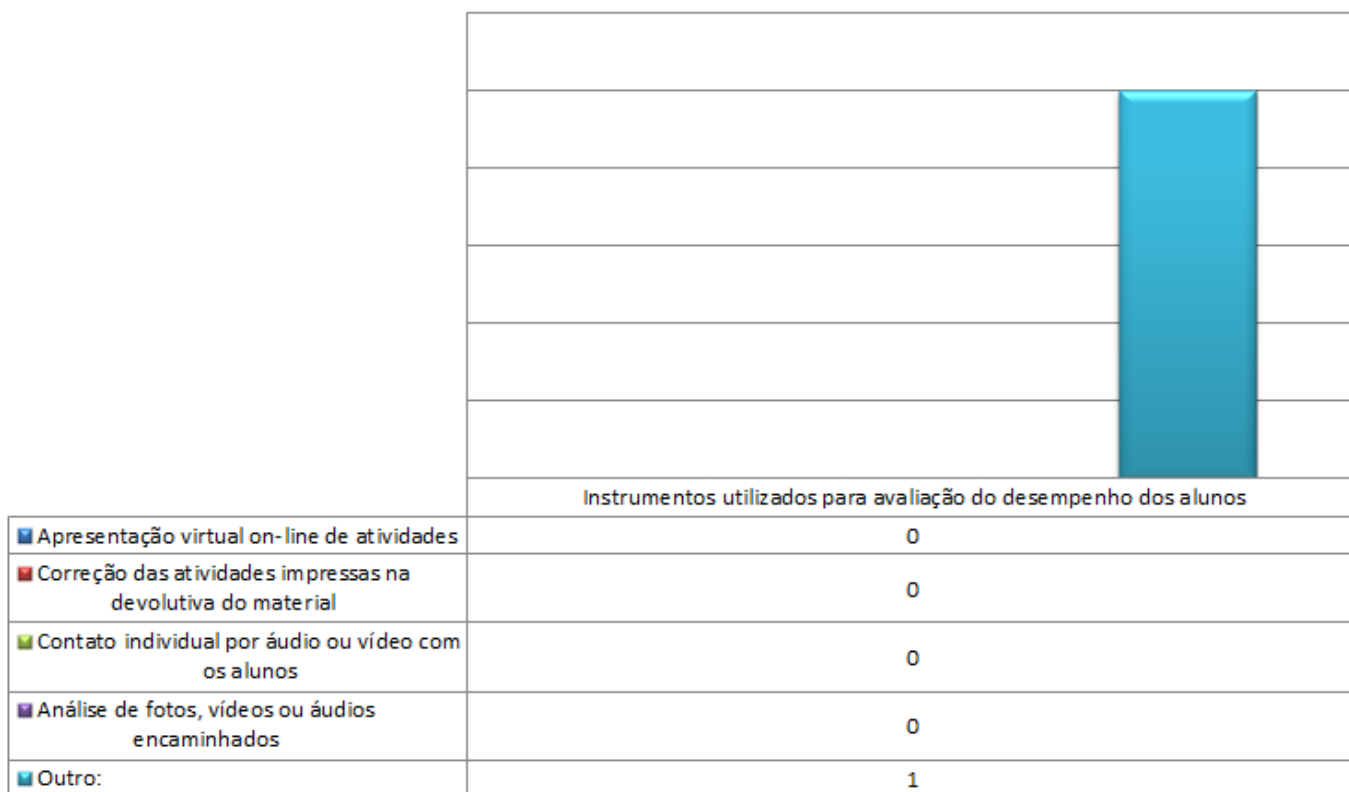 Instrumentos utilizados para avaliação do desempenho dos alunos
Apresentação virtual on-line de atividades 0
Correção das atividades impressas na
devolutiva do material 0
Contato individual por áudio ou vídeo com
os alunos 0
Análise de fotos, vídeos ou áudios
encaminhados 0
Outro: 1